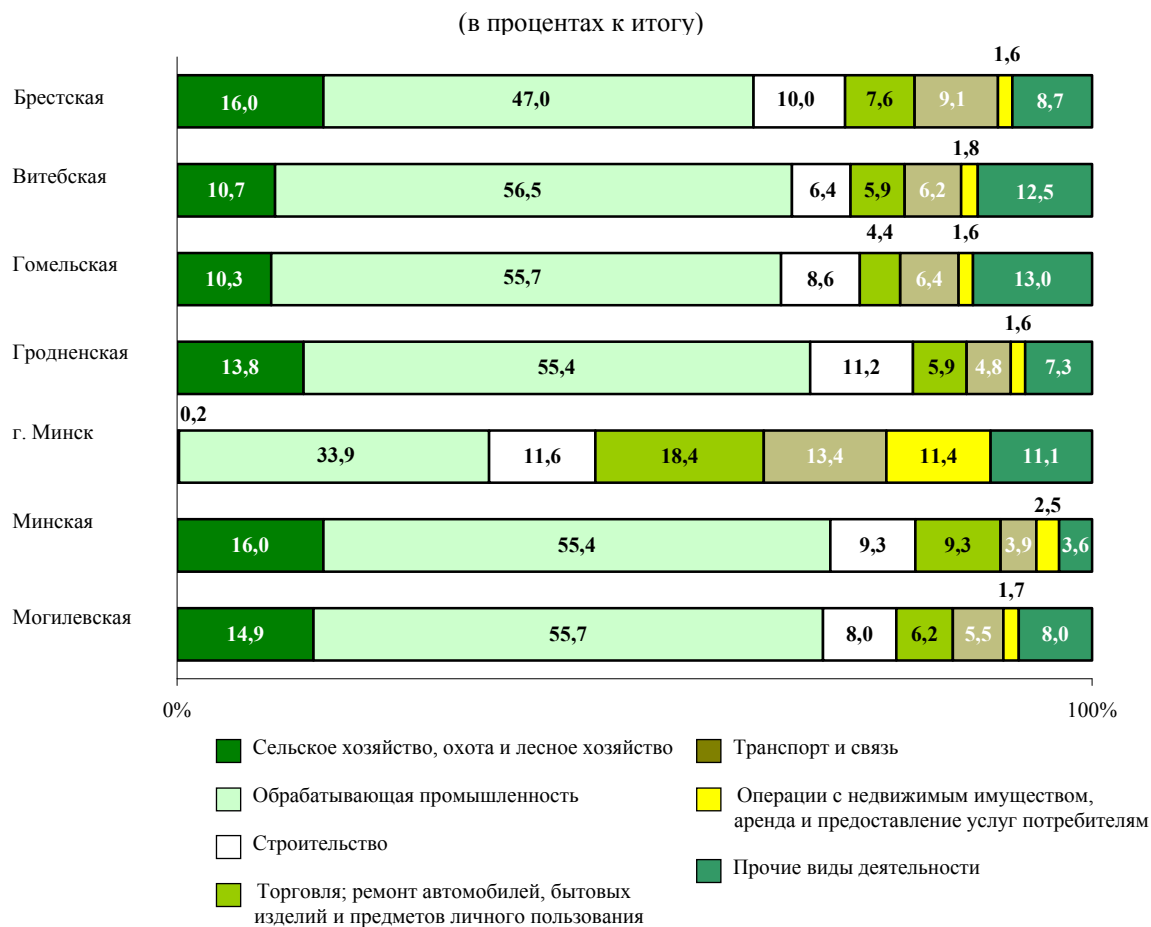 (в процентах к итогу)
1,6
Брестская 16,0 47,0 10,0 7,6 9,1 8,7
1,8
Витебская 10,7 56,5 6,4 5,9 6,2 12,5
4,4 1,6
Гомельская 10,3 55,7 8,6 6,4 13,0
1,6
Гродненская 13,8 55,4 11,2 5,9 4,8 7,3
0,2
г. Минск 33,9 11,6 18,4 13,4 11,4 11,1
2,5
Минская 16,0 55,4 9,3 9,3 3,9 3,6
1,7
Могилевская 14,9 55,7 8,0 6,2 5,5 8,0
0% 100%
Сельское хозяйство, охота и лесное хозяйство
Обрабатывающая промышленность
Строительство
Торговля; ремонт автомобилей, бытовых
изделий и предметов личного пользования
Транспорт и связь
Операции с недвижимым имуществом,
аренда и предоставление услуг потребителям
Прочие виды деятельности